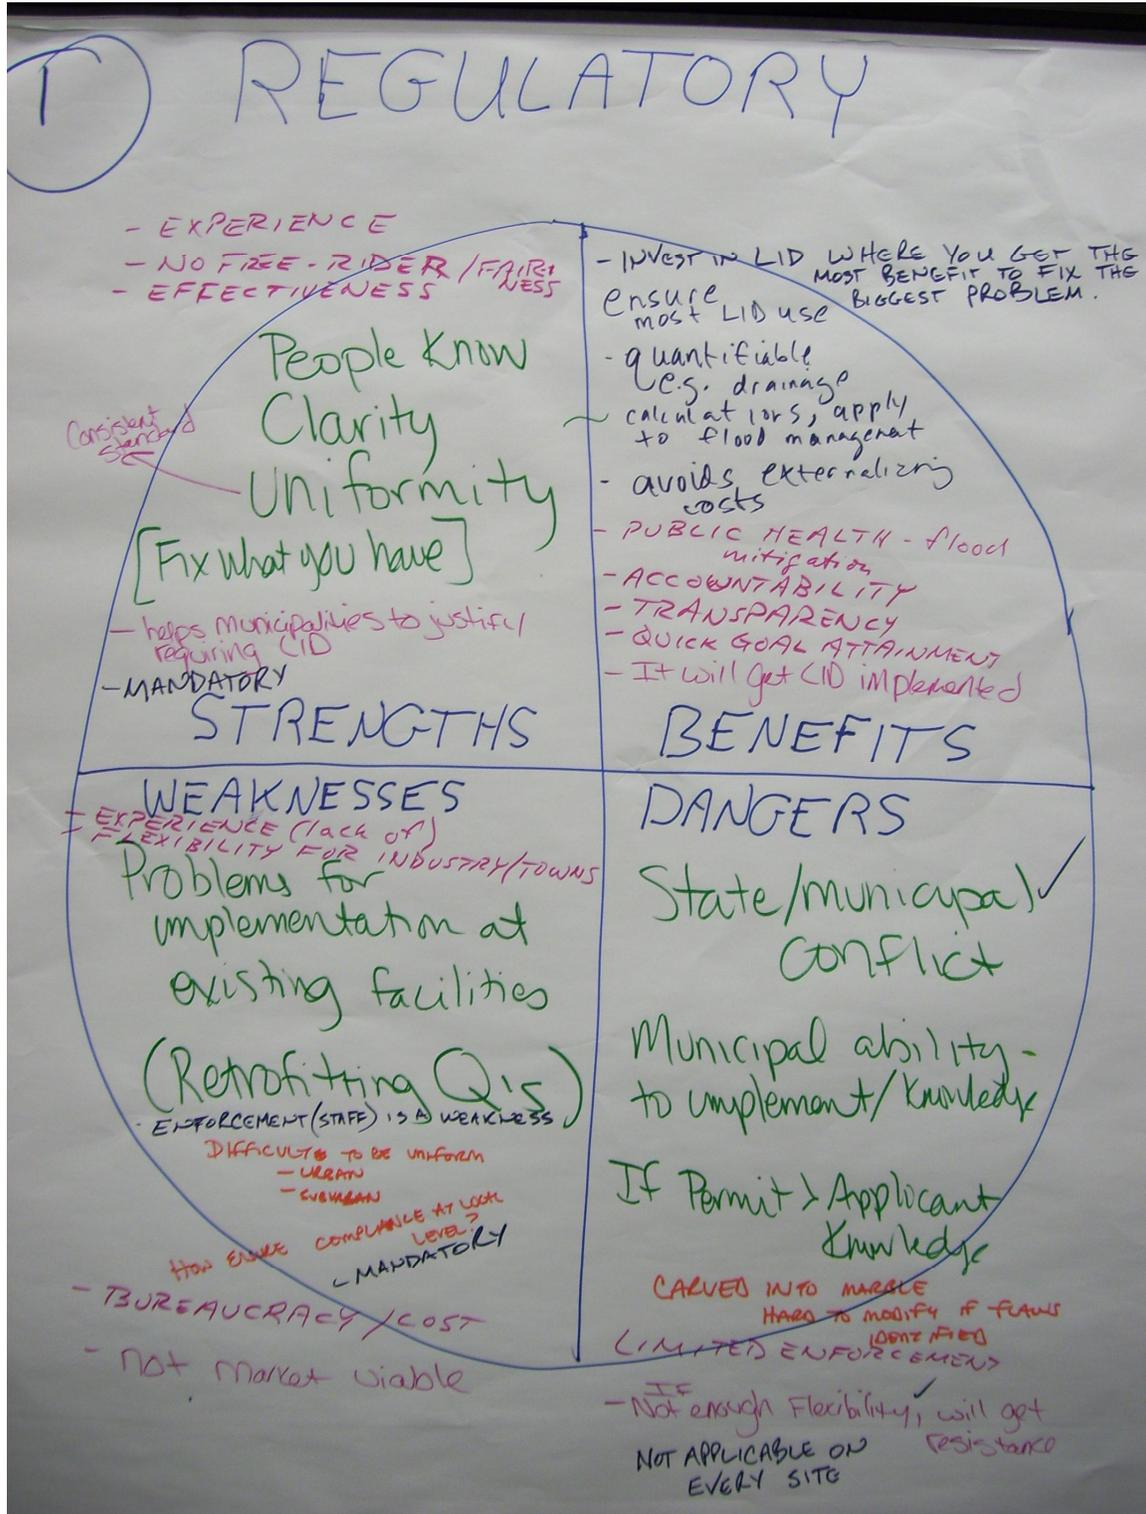 1
REGULATORY
- EXPERIENCE
- NO FREE-RIDER/FAIR-
NESS
- EFFECTIVENESS
People Know
Clarity
Uniformity
Consistent
Standard
[Fix what you have]
- helps municipalities to justify
requiring LID
- MANDATORY
STRENGTHS
- INVEST IN LID WHERE YOU GET THE
MOST BENEFIT TO FIX THE
BIGGEST PROBLEM.
ensure
most LID use
- quantifiable
e.g. drainage
calculations, apply
to flood management
- avoids externalizing
costs
- PUBLIC HEALTH - flood
mitigation
- ACCOUNTABILITY
- TRANSPARENCY
- QUICK GOAL ATTAINMENT
- It will get LID implemented
BENEFITS
WEAKNESSES
- EXPERIENCE (lack of)
- FLEXIBILITY FOR INDUSTRY/TOWNS
Problems for
implementation at
existing facilities
(Retrofitting Q's)
- ENFORCEMENT (STAFF) IS A WEAKNESS
DIFFICULT TO BE UNIFORM
- URBAN
- SUBURBAN
HOW ENSURE COMPLIANCE AT LOCAL
LEVEL?
- MANDATORY
- BUREAUCRACY/COST
- not market viable
DANGERS
State/municipal ✓
conflict
Municipal ability -
to implement/Knowledge
If Permit > Applicant
Knowledge
CARVED INTO MARBLE
HARD TO MODIFY IF FLAWS
IDENTIFIED
LIMITED ENFORCEMENT
- If Not enough Flexibility, ✓ will get
resistance
NOT APPLICABLE ON
EVERY SITE